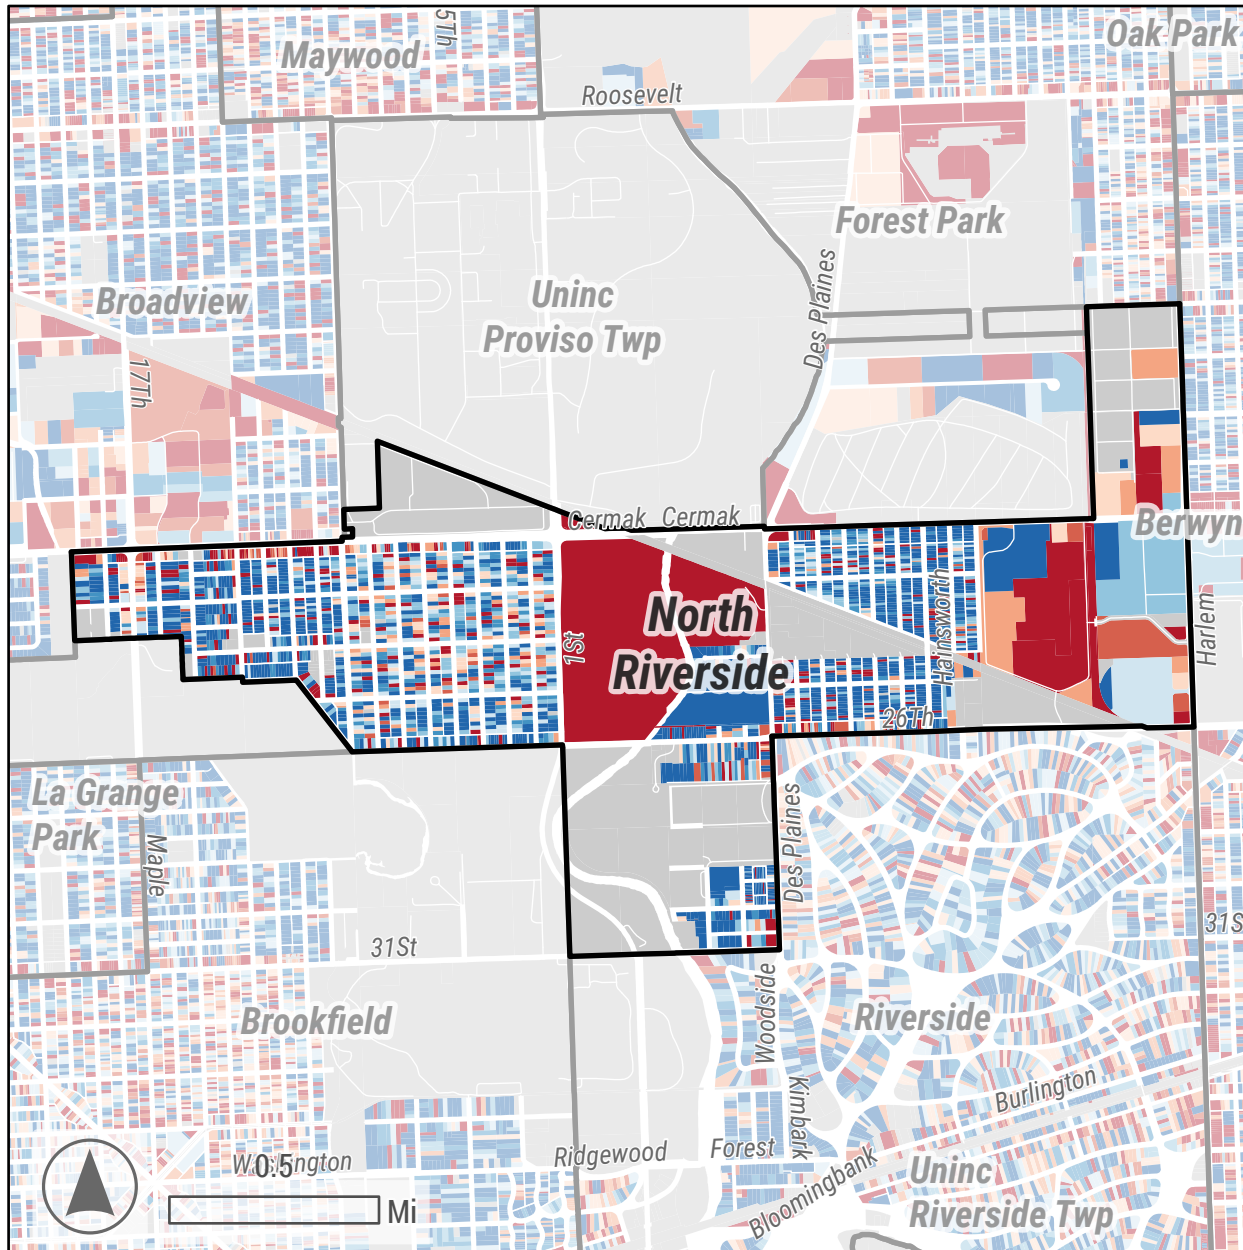 Maywood
5Th
Oak Park
Roosevelt
Forest Park
Broadview
Uninc
Proviso Twp
Des Plaines
17Th
Cermak
Cermak
Berwyn
North
Riverside
1St
Hainsworth
Harlem
26Th
La Grange
Park
Maple
Des Plaines
31St
31S
Brookfield
Woodside
Riverside
Kimbark
Burlington
Ridgewood
Forest
Bloomingbank
Uninc
Riverside Twp
0.5
Mi